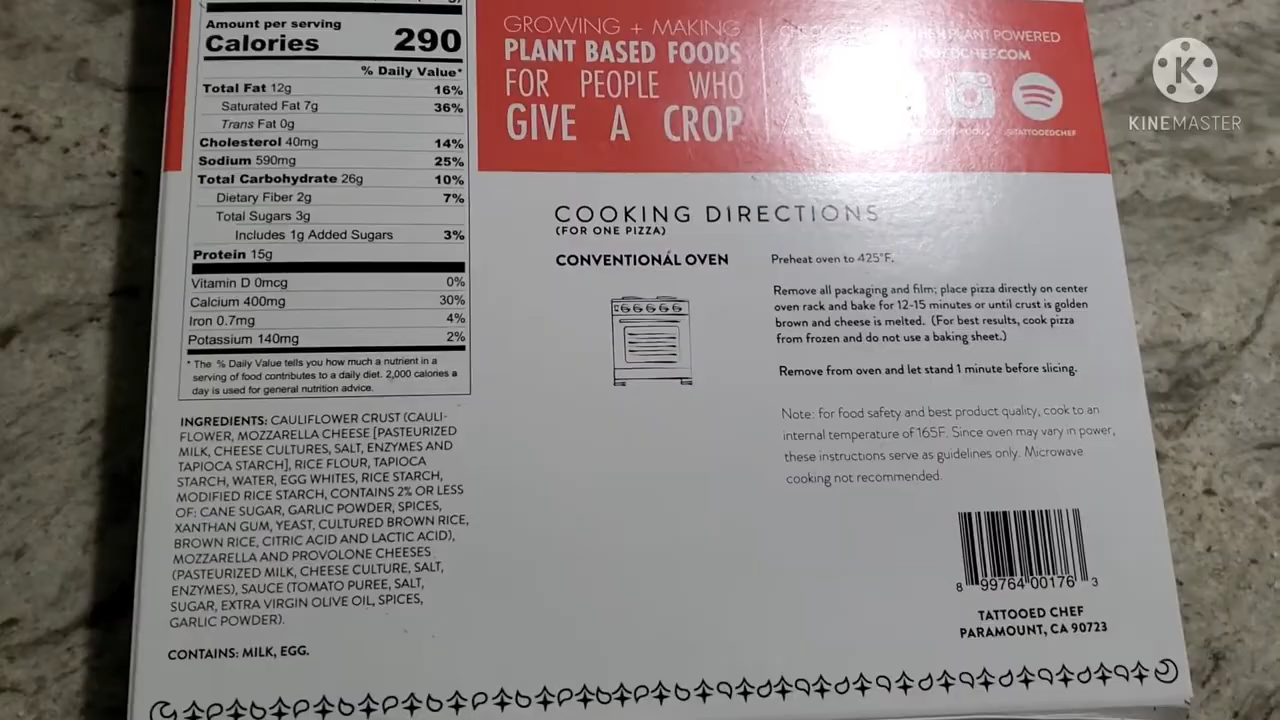 Amount per serving
Calories 290
% Daily Value*
Total Fat 12g 16%
Saturated Fat 7g 36%
Trans Fat 0g
Cholesterol 40mg 14%
Sodium 590mg 25%
Total Carbohydrate 26g 10%
Dietary Fiber 2g 7%
Total Sugars 3g
Includes 1g Added Sugars 3%
Protein 15g
Vitamin D 0mcg 0%
Calcium 400mg 30%
Iron 0.7mg 4%
Potassium 140mg 2%
* The % Daily Value tells you how much a nutrient in a
serving of food contributes to a daily diet. 2,000 calories a
day is used for general nutrition advice.
INGREDIENTS: CAULIFLOWER CRUST (CAULI-
FLOWER, MOZZARELLA CHEESE [PASTEURIZED
MILK, CHEESE CULTURES, SALT, ENZYMES AND
TAPIOCA STARCH], RICE FLOUR, TAPIOCA
STARCH, WATER, EGG WHITES, RICE STARCH,
MODIFIED RICE STARCH, CONTAINS 2% OR LESS
OF: CANE SUGAR, GARLIC POWDER, SPICES,
XANTHAN GUM, YEAST, CULTURED BROWN RICE,
BROWN RICE, CITRIC ACID AND LACTIC ACID),
MOZZARELLA AND PROVOLONE CHEESES
(PASTEURIZED MILK, CHEESE CULTURE, SALT,
ENZYMES), SAUCE (TOMATO PUREE, SALT,
SUGAR, EXTRA VIRGIN OLIVE OIL, SPICES,
GARLIC POWDER).
CONTAINS: MILK, EGG.
GROWING + MAKING
PLANT BASED FOODS
FOR PEOPLE WHO
GIVE A CROP
PLANT POWERED
@TATTOOEDCHEF
K
KINEMASTER
COOKING DIRECTIONS
(FOR ONE PIZZA)
CONVENTIONAL OVEN
Preheat oven to 425°F.
Remove all packaging and film; place pizza directly on center
oven rack and bake for 12-15 minutes or until crust is golden
brown and cheese is melted. (For best results, cook pizza
from frozen and do not use a baking sheet.)
Remove from oven and let stand 1 minute before slicing.
Note: for food safety and best product quality, cook to an
internal temperature of 165F. Since oven may vary in power,
these instructions serve as guidelines only. Microwave
cooking not recommended.
8 99764 00176 3
TATTOOED CHEF
PARAMOUNT, CA 90723